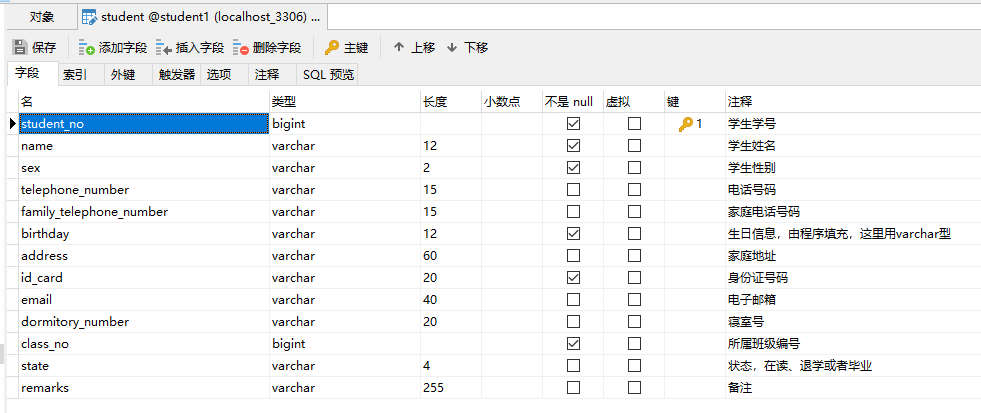 对象 student @student1 (localhost_3306) ...
保存 添加字段 插入字段 删除字段 主键 上移 下移
字段 索引 外键 触发器 选项 注释 SQL 预览
名 类型 长度 小数点 不是 null 虚拟 键 注释
student_no bigint 1 学生学号
name varchar 12 学生姓名
sex varchar 2 学生性别
telephone_number varchar 15 电话号码
family_telephone_number varchar 15 家庭电话号码
birthday varchar 12 生日信息，由程序填充，这里用varchar型
address varchar 60 家庭地址
id_card varchar 20 身份证号码
email varchar 40 电子邮箱
dormitory_number varchar 20 寝室号
class_no bigint 所属班级编号
state varchar 4 状态，在读、退学或者毕业
remarks varchar 255 备注